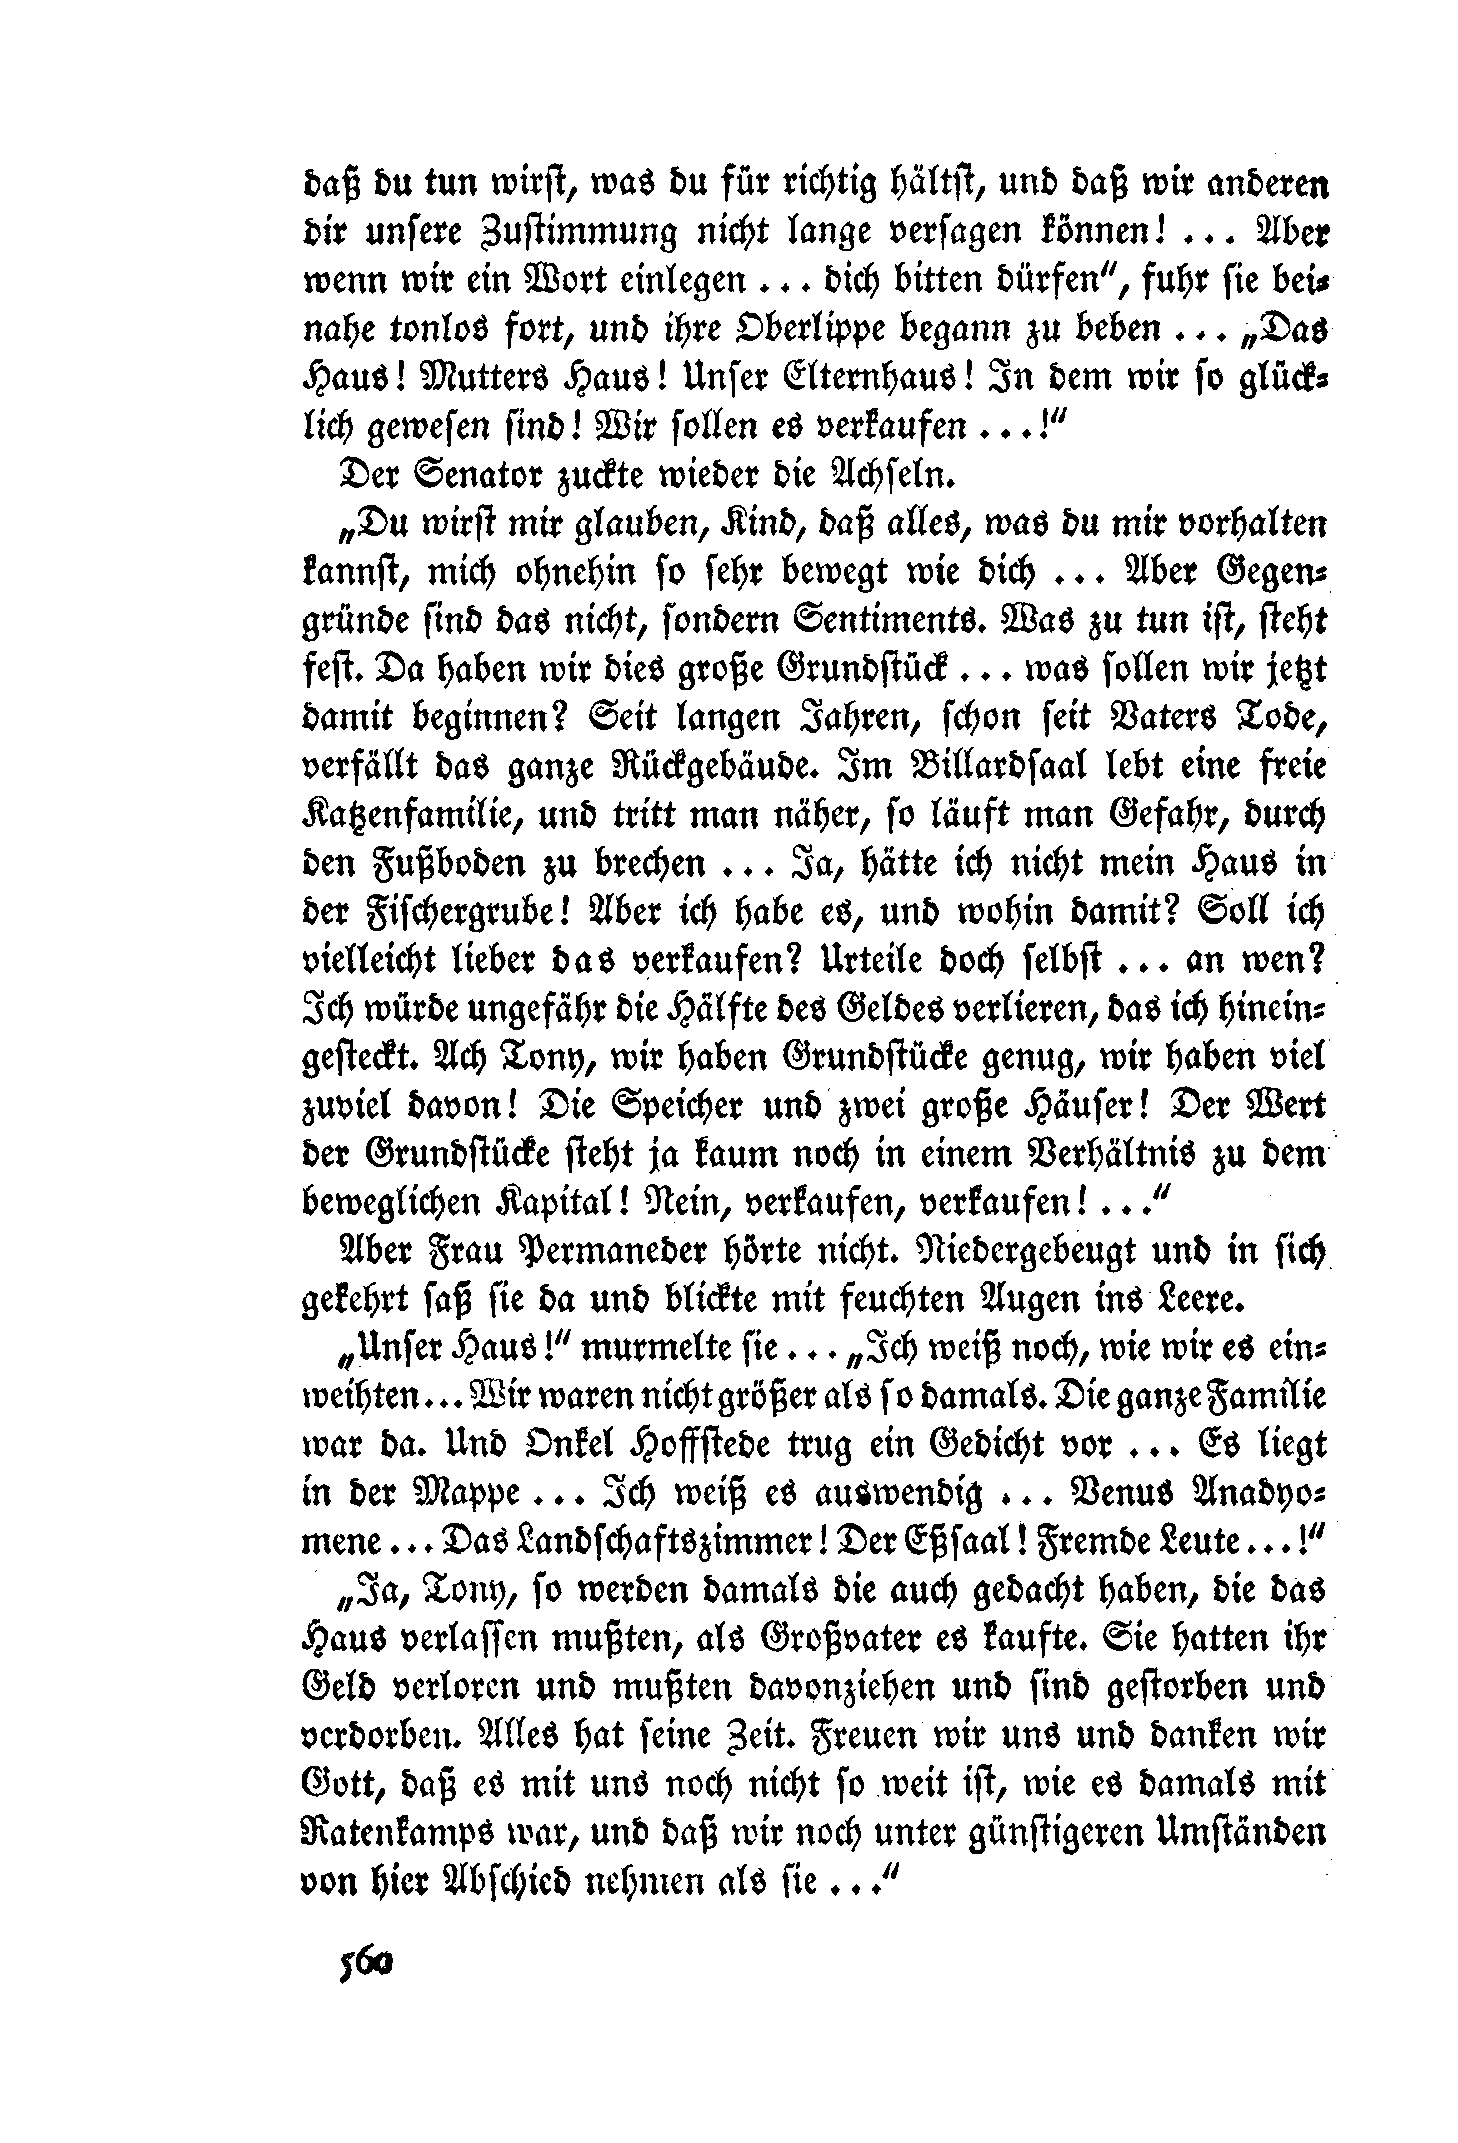 daß du tun wirst, was du für richtig hältst, und daß wir anderen
dir unsere Zustimmung nicht lange versagen können! ... Aber
wenn wir ein Wort einlegen ... dich bitten dürfen“, fuhr sie bei-
nahe tonlos fort, und ihre Oberlippe begann zu beben ... „Das
Haus! Mutters Haus! Unser Elternhaus! In dem wir so glück-
lich gewesen sind! Wir sollen es verkaufen ...!“
Der Senator zuckte wieder die Achseln.
„Du wirst mir glauben, Kind, daß alles, was du mir vorhalten
kannst, mich ohnehin so sehr bewegt wie dich ... Aber Gegen-
gründe sind das nicht, sondern Sentiments. Was zu tun ist, steht
fest. Da haben wir dies große Grundstück ... was sollen wir jetzt
damit beginnen? Seit langen Jahren, schon seit Vaters Tode,
verfällt das ganze Rückgebäude. Im Billardsaal lebt eine freie
Katzenfamilie, und tritt man näher, so läuft man Gefahr, durch
den Fußboden zu brechen ... Ja, hätte ich nicht mein Haus in
der Fischergrube! Aber ich habe es, und wohin damit? Soll ich
vielleicht lieber das verkaufen? Urteile doch selbst ... an wen?
Ich würde ungefähr die Hälfte des Geldes verlieren, das ich hinein-
gesteckt. Ach Tony, wir haben Grundstücke genug, wir haben viel
zuviel davon! Die Speicher und zwei große Häuser! Der Wert
der Grundstücke steht ja kaum noch in einem Verhältnis zu dem
beweglichen Kapital! Nein, verkaufen, verkaufen! ...“
Aber Frau Permaneder hörte nicht. Niedergebeugt und in sich
gekehrt saß sie da und blickte mit feuchten Augen ins Leere.
„Unser Haus!“ murmelte sie ... „Ich weiß noch, wie wir es ein-
weihten ... Wir waren nicht größer als so damals. Die ganze Familie
war da. Und Onkel Hoffstede trug ein Gedicht vor ... Es liegt
in der Mappe ... Ich weiß es auswendig ... Venus Anadyo-
mene ... Das Landschaftszimmer! Der Eßsaal! Fremde Leute ...!“
„Ja, Tony, so werden damals die auch gedacht haben, die das
Haus verlassen mußten, als Großvater es kaufte. Sie hatten ihr
Geld verloren und mußten davonziehen und sind gestorben und
verdorben. Alles hat seine Zeit. Freuen wir uns und danken wir
Gott, daß es mit uns noch nicht so weit ist, wie es damals mit
Ratenkamps war, und daß wir noch unter günstigeren Umständen
von hier Abschied nehmen als sie ...“
560